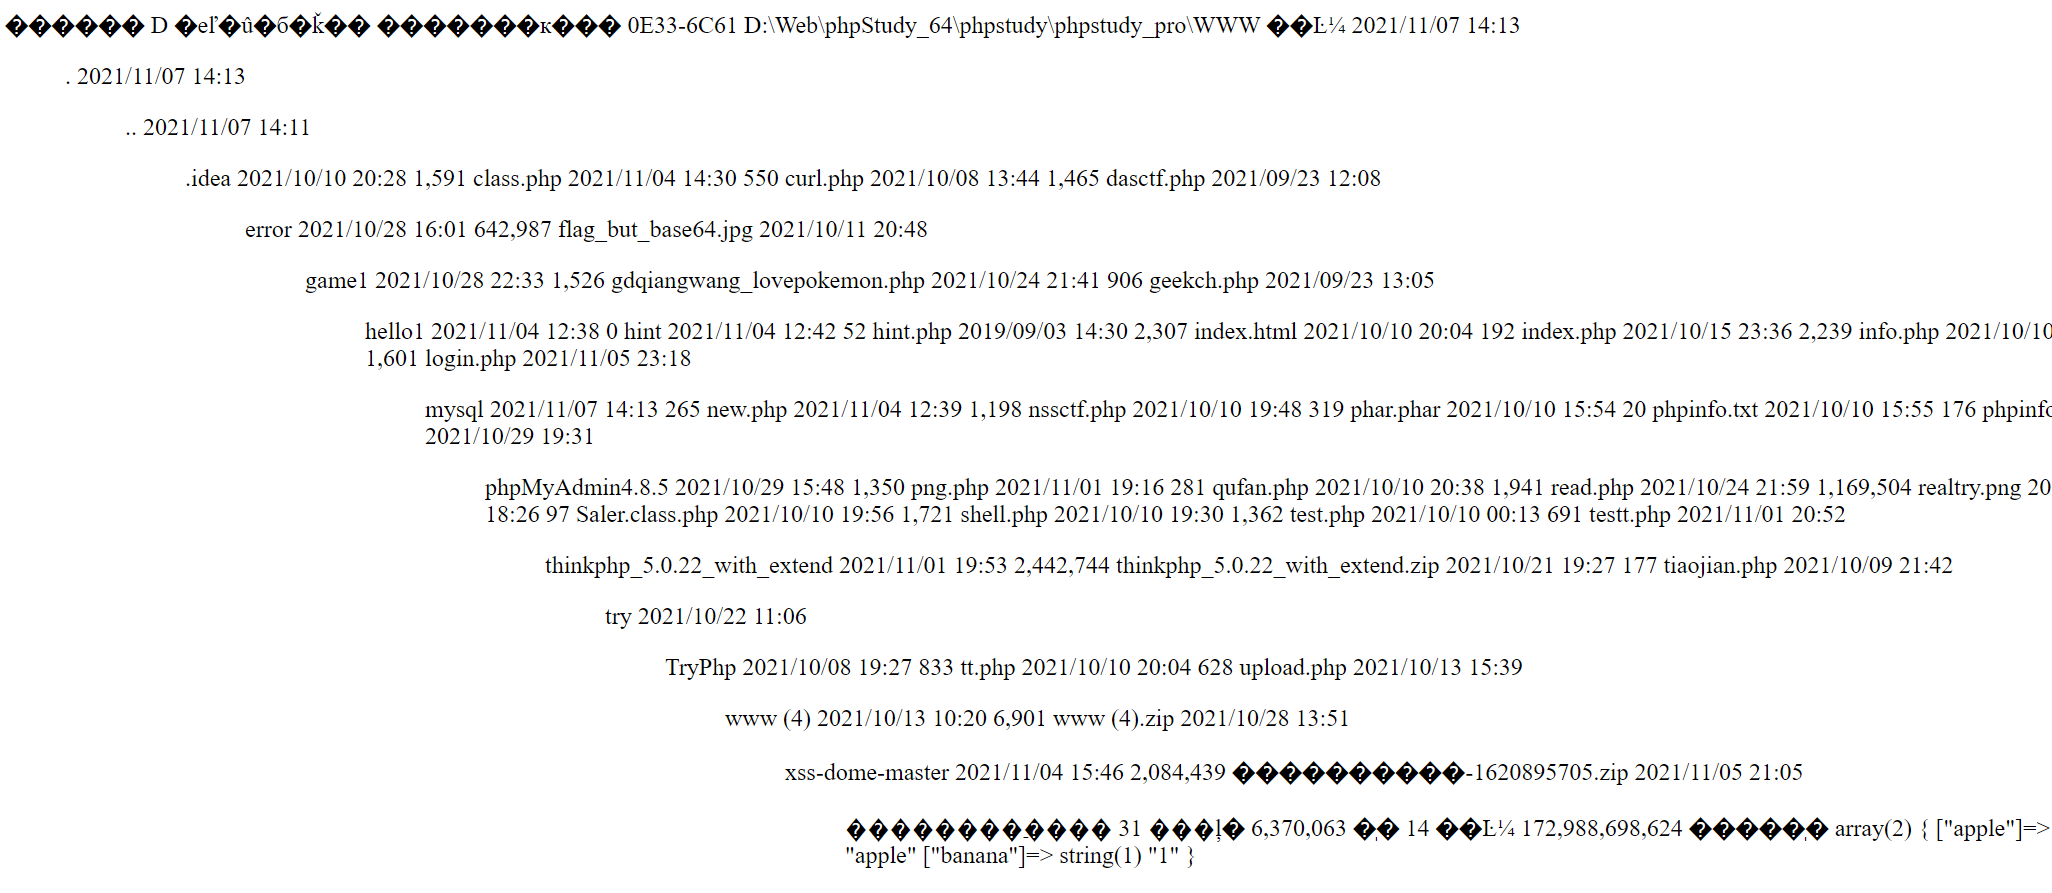 ������ D �eľ�û�б�ǩ�� �������к��� 0E33-6C61 D:\Web\phpStudy_64\phpstudy\phpstudy_pro\WWW ��Ŀ¼ 2021/11/07 14:13
. 2021/11/07 14:13
.. 2021/11/07 14:11
.idea 2021/10/10 20:28 1,591 class.php 2021/11/04 14:30 550 curl.php 2021/10/08 13:44 1,465 dasctf.php 2021/09/23 12:08
error 2021/10/28 16:01 642,987 flag_but_base64.jpg 2021/10/11 20:48
game1 2021/10/28 22:33 1,526 gdqiangwang_lovepokemon.php 2021/10/24 21:41 906 geekch.php 2021/09/23 13:05
hello1 2021/11/04 12:38 0 hint 2021/11/04 12:42 52 hint.php 2019/09/03 14:30 2,307 index.html 2021/10/10 20:04 192 index.php 2021/10/15 23:36 2,239 info.php 2021/10/10
1,601 login.php 2021/11/05 23:18
mysql 2021/11/07 14:13 265 new.php 2021/11/04 12:39 1,198 nssctf.php 2021/10/10 19:48 319 phar.phar 2021/10/10 15:54 20 phpinfo.txt 2021/10/10 15:55 176 phpinfo
2021/10/29 19:31
phpMyAdmin4.8.5 2021/10/29 15:48 1,350 png.php 2021/11/01 19:16 281 qufan.php 2021/10/10 20:38 1,941 read.php 2021/10/24 21:59 1,169,504 realtry.png 20
18:26 97 Saler.class.php 2021/10/10 19:56 1,721 shell.php 2021/10/10 19:30 1,362 test.php 2021/10/10 00:13 691 testt.php 2021/11/01 20:52
thinkphp_5.0.22_with_extend 2021/11/01 19:53 2,442,744 thinkphp_5.0.22_with_extend.zip 2021/10/21 19:27 177 tiaojian.php 2021/10/09 21:42
try 2021/10/22 11:06
TryPhp 2021/10/08 19:27 833 tt.php 2021/10/10 20:04 628 upload.php 2021/10/13 15:39
www (4) 2021/10/13 10:20 6,901 www (4).zip 2021/10/28 13:51
xss-dome-master 2021/11/04 15:46 2,084,439 ����������-1620895705.zip 2021/11/05 21:05
31 6,370,063 14 ��Ŀ¼ 172,988,698,624 array(2) { ["apple"]=>
"apple" ["banana"]=> string(1) "1" }